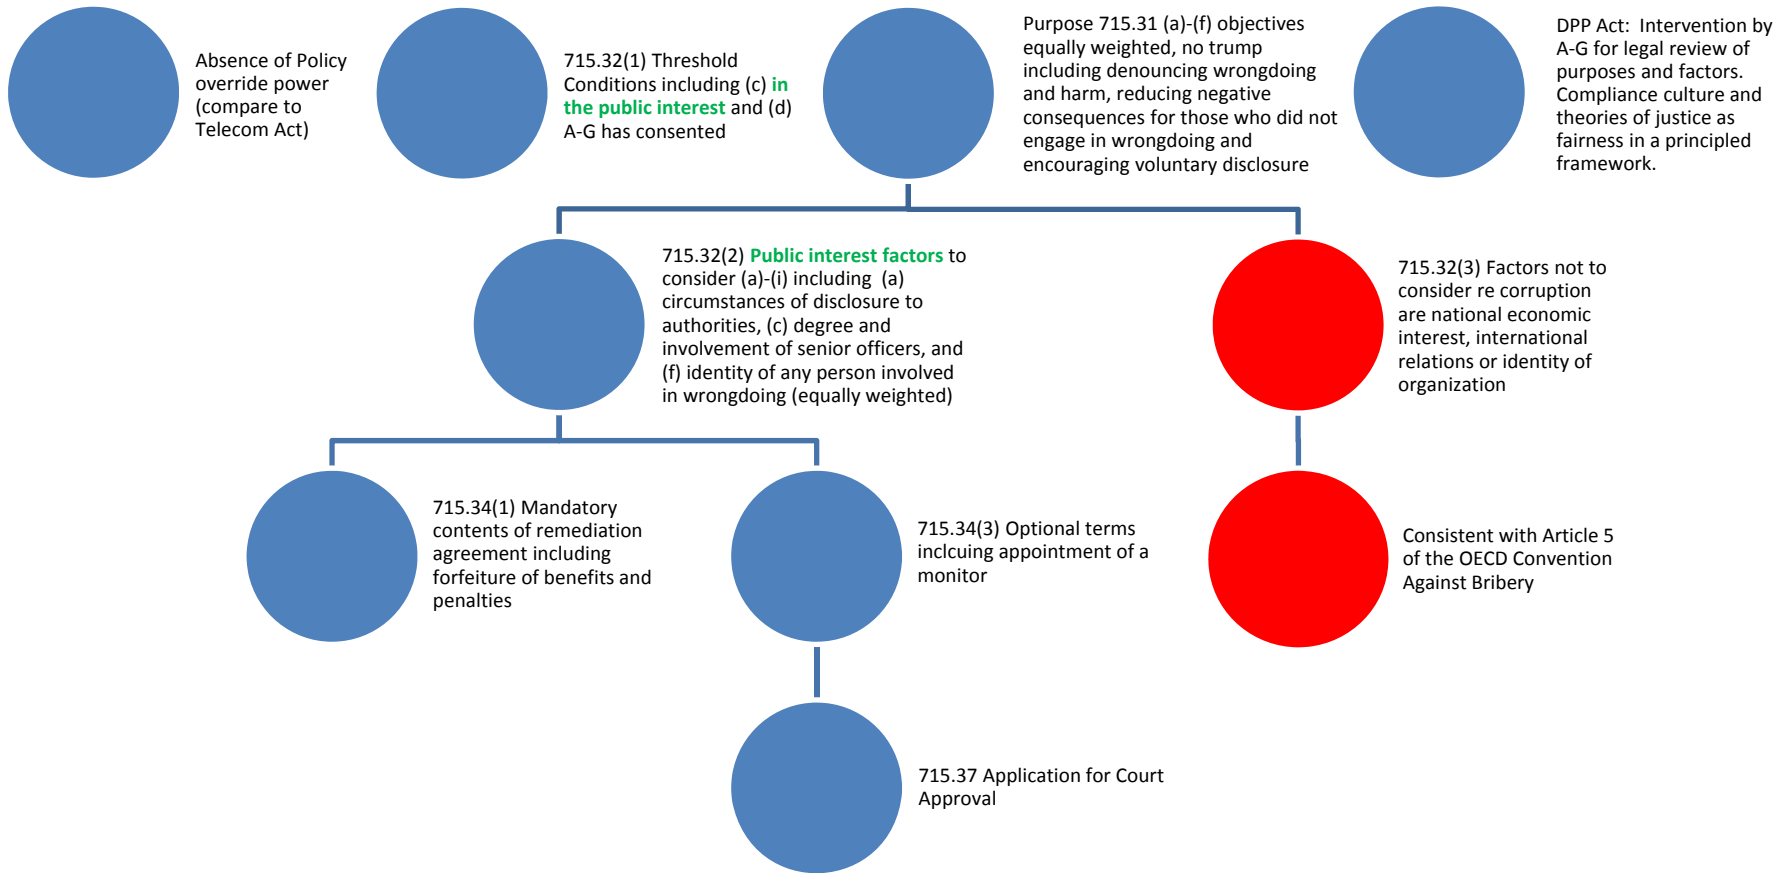 Absence of Policy
override power
(compare to
Telecom Act)
715.32(1) Threshold
Conditions including (c) in
the public interest and (d)
A-G has consented
Purpose 715.31 (a)-(f) objectives
equally weighted, no trump
including denouncing wrongdoing
and harm, reducing negative
consequences for those who did not
engage in wrongdoing and
encouraging voluntary disclosure
DPP Act:  Intervention by
A-G for legal review of
purposes and factors.
Compliance culture and
theories of justice as
fairness in a principled
framework.
715.32(2) Public interest factors to
consider (a)-(i) including  (a)
circumstances of disclosure to
authorities, (c) degree and
involvement of senior officers, and
(f) identity of any person involved
in wrongdoing (equally weighted)
715.32(3) Factors not to
consider re corruption
are national economic
interest, international
relations or identity of
organization
715.34(1) Mandatory
contents of remediation
agreement including
forfeiture of benefits and
penalties
715.34(3) Optional terms
inlcuing appointment of a
monitor
Consistent with Article 5
of the OECD Convention
Against Bribery
715.37 Application for Court
Approval